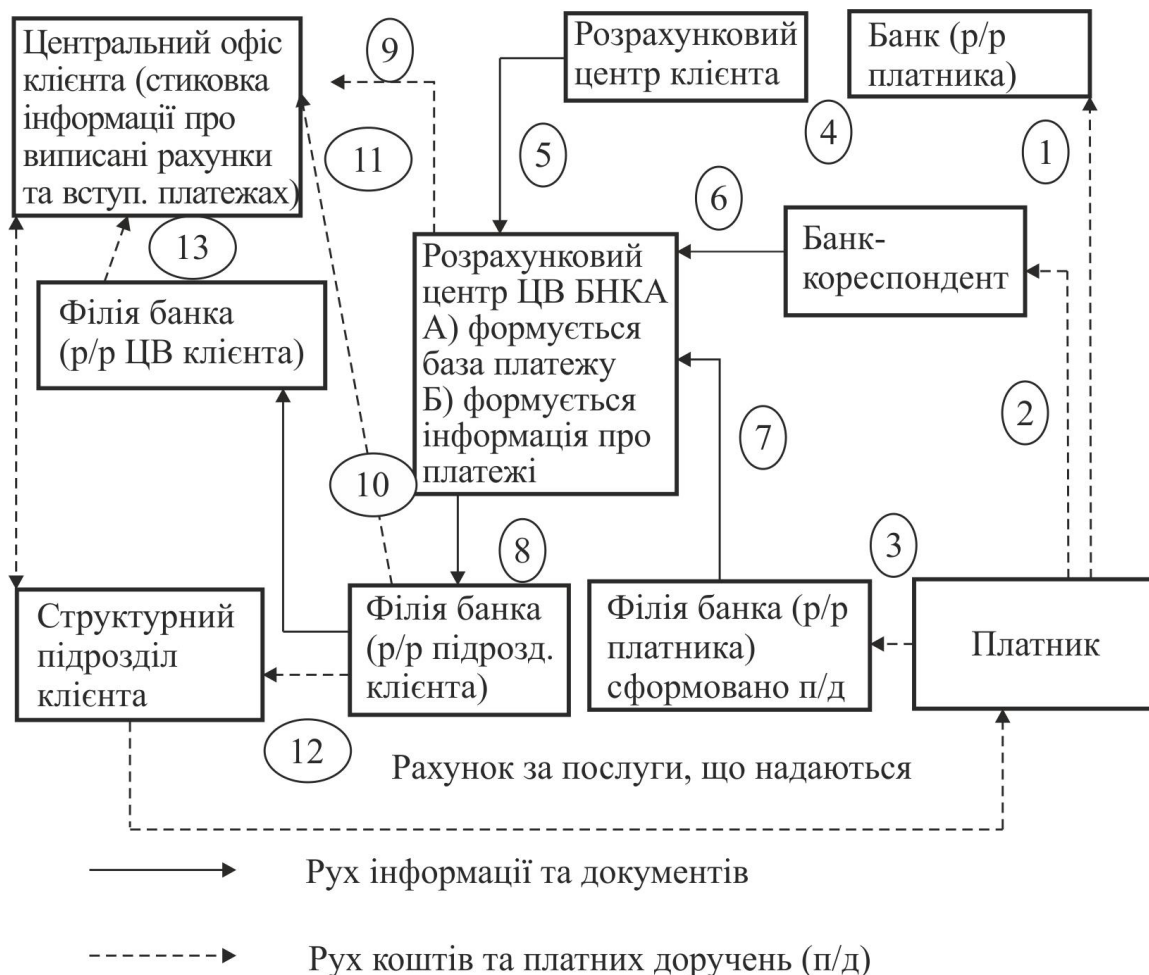 Центральний офіс
клієнта (стиковка
інформації про
виписані рахунки
та вступ. платежах)
9
Розрахунковий
центр клієнта
Банк (р/р
платника)
11
5
4
1
6
13
Філія банка
(р/р ЦВ клієнта)
Розрахунковий
центр ЦВ БНКА
А) формується
база платежу
Б) формується
інформація про
платежі
Банк-
кореспондент
2
7
10
8
3
Структурний
підрозділ
клієнта
Філія банка
(р/р підрозд.
клієнта)
Філія банка (р/р
платника)
сформовано п/д
Платник
12
Рахунок за послуги, що надаються
Рух інформації та документів
Рух коштів та платних доручень (п/д)